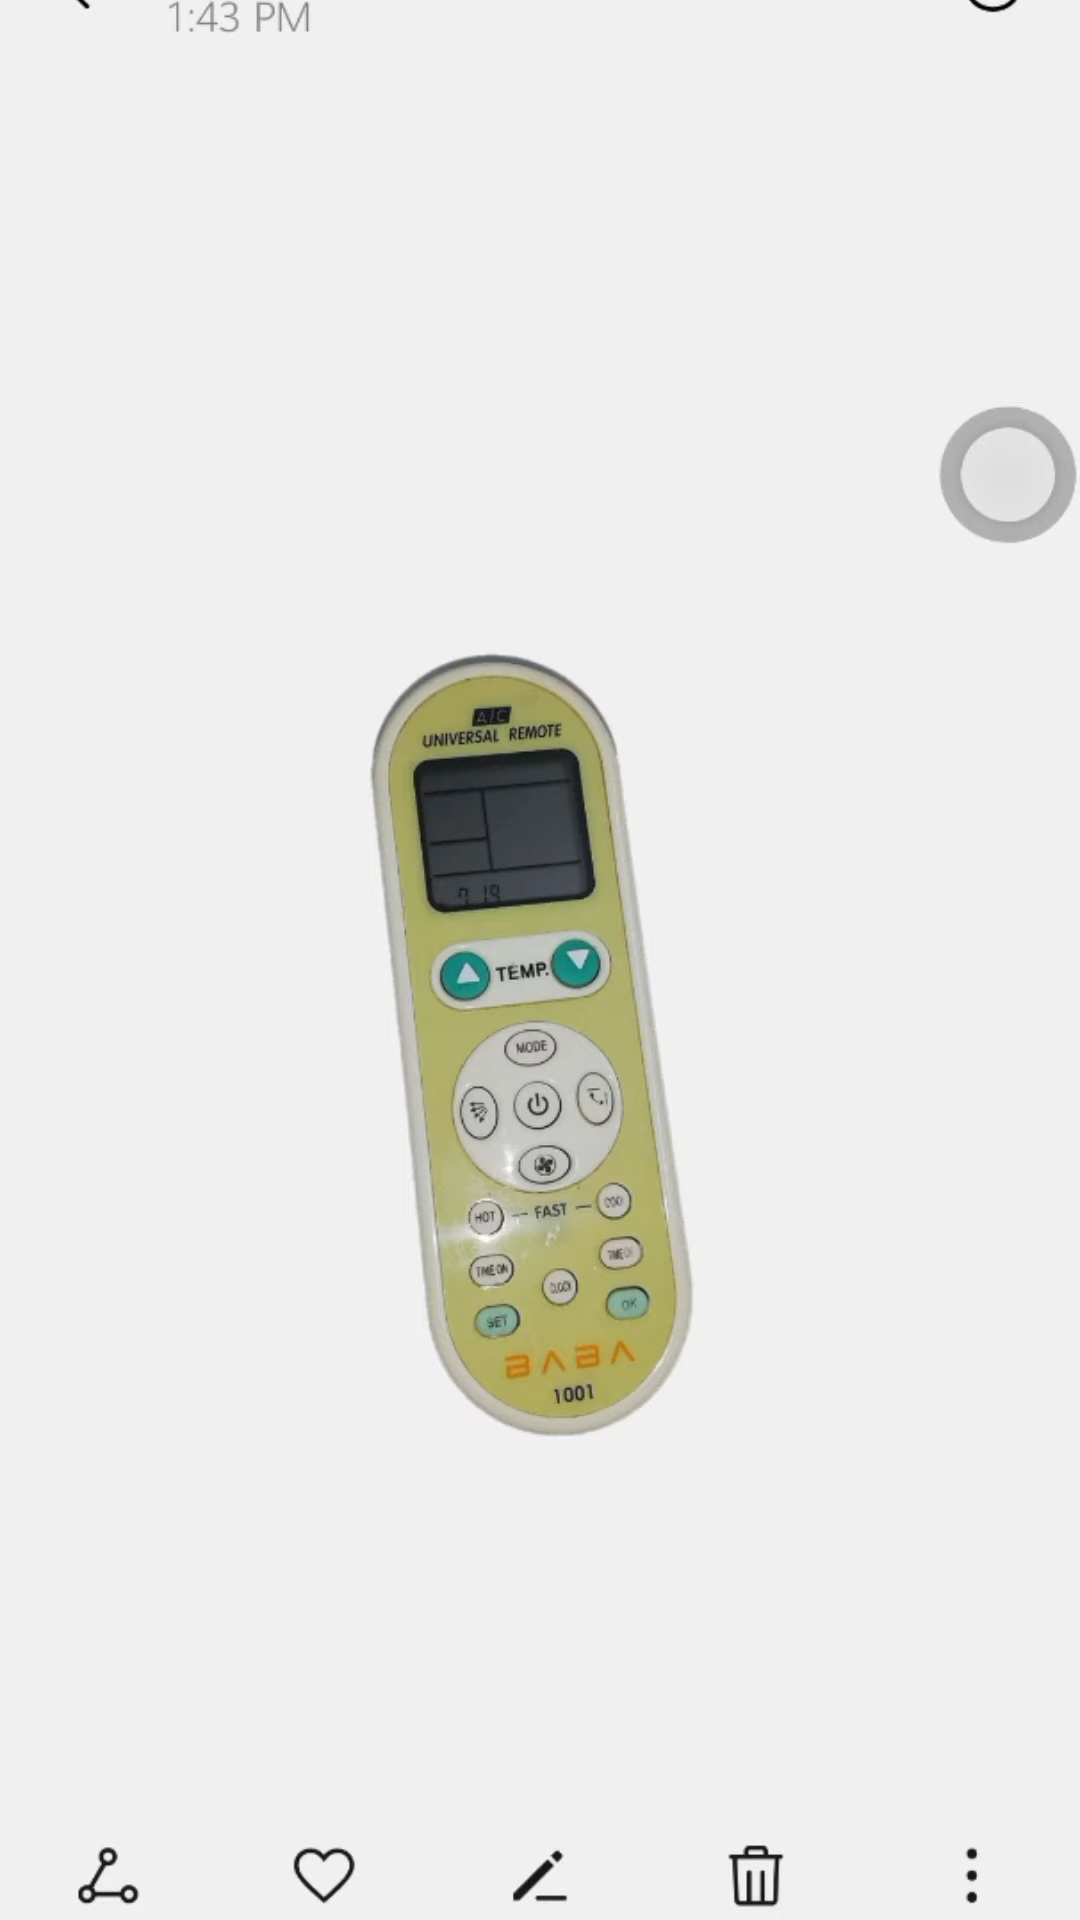 1:43 PM
A/C
UNIVERSAL REMOTE
TEMP.
MODE
HOT
FAST
COOL
TIME ON
CLOCK
SET
OK
BABA
1001